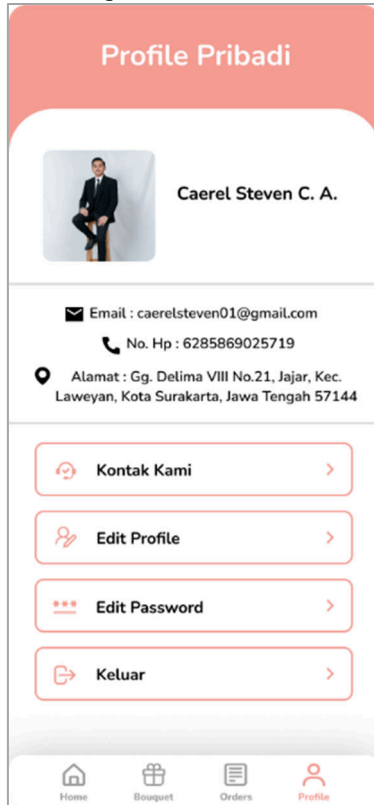 Profile Pribadi
Caerel Steven C. A.
Email : caerelsteven01@gmail.com
No. Hp : 6285869025719
Alamat : Gg. Delima VIII No.21, Jajar, Kec.
Laweyan, Kota Surakarta, Jawa Tengah 57144
Kontak Kami
Edit Profile
Edit Password
Keluar
Home
Bouquet
Orders
Profile